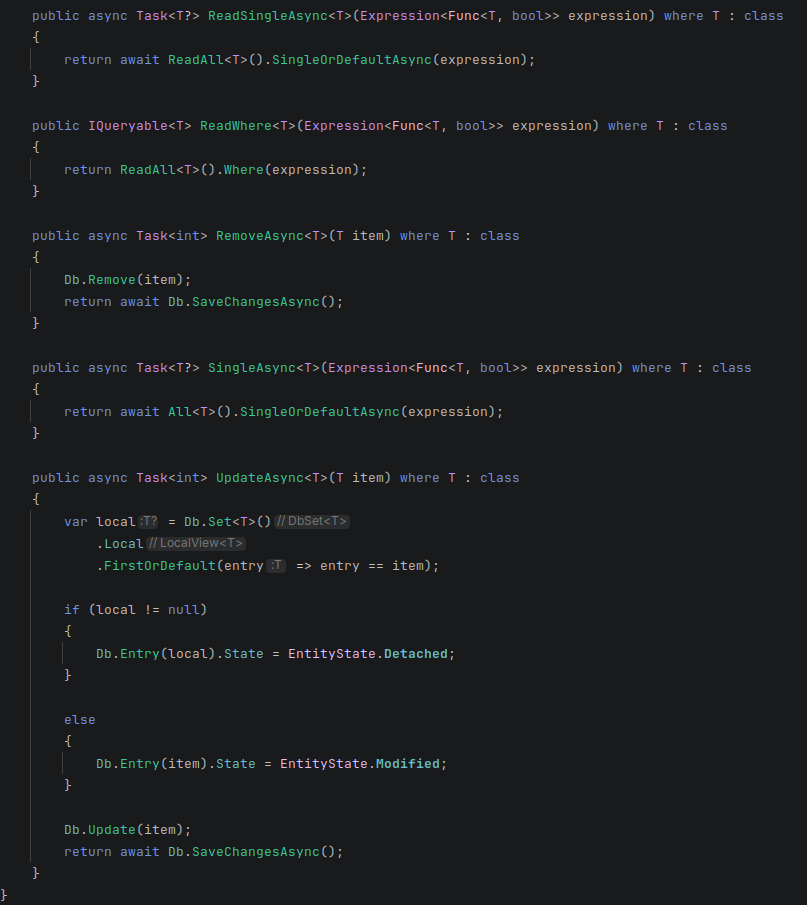 public async Task<T?> ReadSingleAsync<T>(Expression<Func<T, bool>> expression) where T : class
{
    return await ReadAll<T>().SingleOrDefaultAsync(expression);
}

public IQueryable<T> ReadWhere<T>(Expression<Func<T, bool>> expression) where T : class
{
    return ReadAll<T>().Where(expression);
}

public async Task<int> RemoveAsync<T>(T item) where T : class
{
    Db.Remove(item);
    return await Db.SaveChangesAsync();
}

public async Task<T?> SingleAsync<T>(Expression<Func<T, bool>> expression) where T : class
{
    return await All<T>().SingleOrDefaultAsync(expression);
}

public async Task<int> UpdateAsync<T>(T item) where T : class
{
    var local :T? = Db.Set<T>() // DbSet<T>
        .Local // LocalView<T>
        .FirstOrDefault(entry :T => entry == item);

    if (local != null)
    {
        Db.Entry(local).State = EntityState.Detached;
    }

    else
    {
        Db.Entry(item).State = EntityState.Modified;
    }

    Db.Update(item);
    return await Db.SaveChangesAsync();
}
}